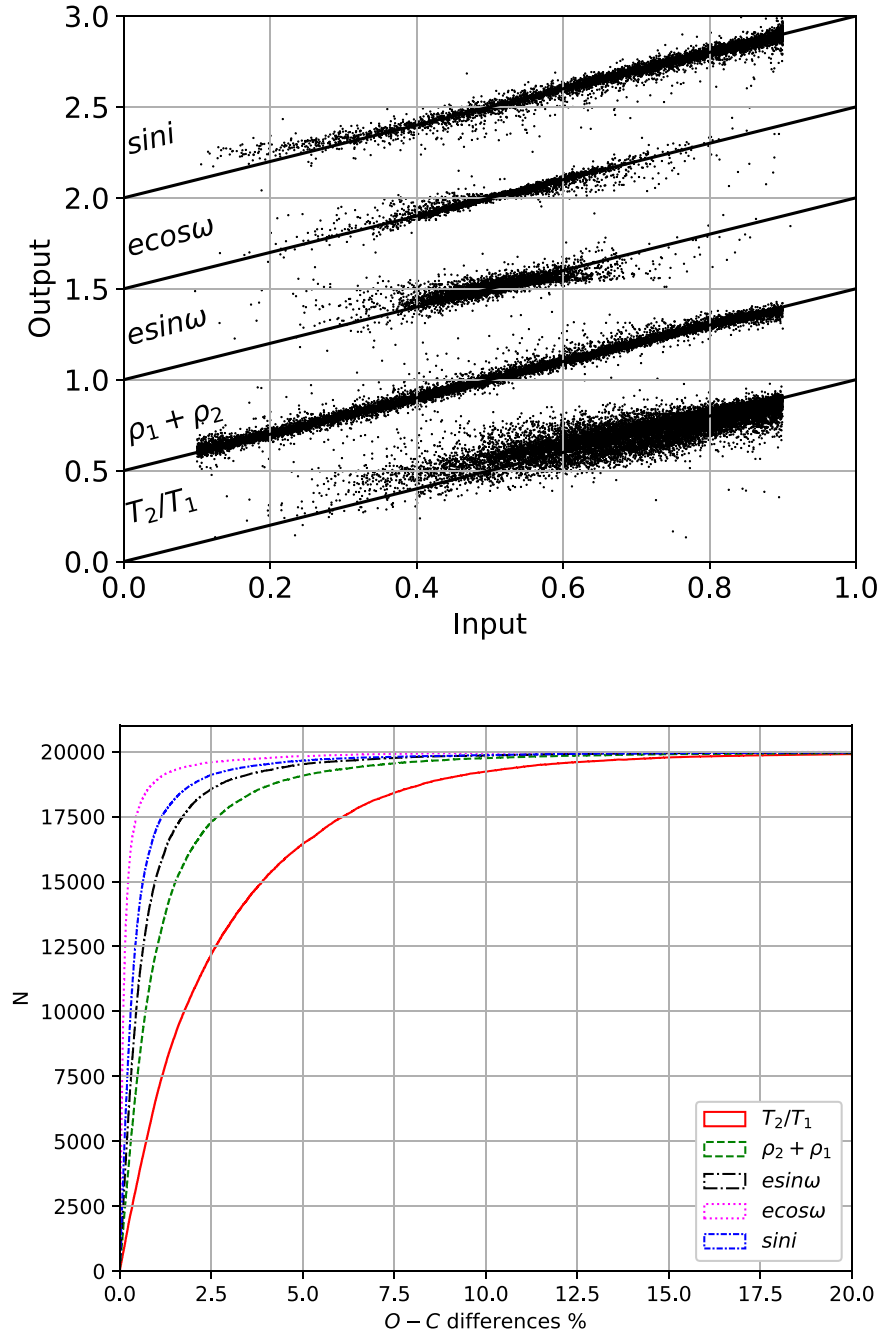 3.0
2.5
2.0
1.5
1.0
0.5
0.0
Output
sini
ecosω
esinω
ρ₁ + ρ₂
T₂/T₁
0.0 0.2 0.4 0.6 0.8 1.0
Input
20000
17500
15000
12500
10000
7500
5000
2500
0
N
T₂/T₁
ρ₂ + ρ₁
esinω
ecosω
sini
0.0 2.5 5.0 7.5 10.0 12.5 15.0 17.5 20.0
O − C differences %